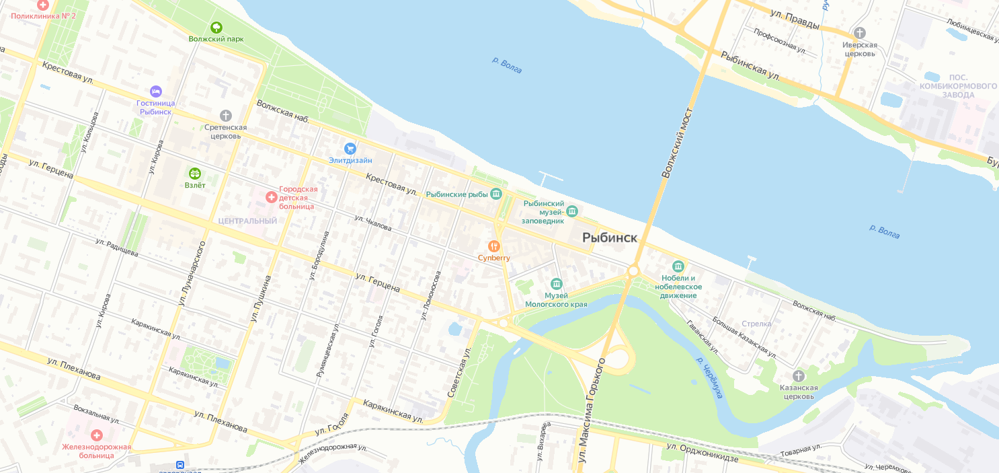 Поликлиника № 2
Волжский парк
р. Волга
ул. Правды
Профсоюзная ул.
Иверская
церковь
Любимцевская ул.
Рыбинская ул.
ПОС.
КОМБИКОРМОВОГО
ЗАВОДА
Крестовая ул.
Гостиница
Рыбинск
Волжская наб.
Сретенская
церковь
ул. Кольцова
ул. Кирова
Элитдизайн
Волжский мост
ул. Герцена
Взлёт
Крестовая ул.
Городская
детская
больница
Рыбинские рыбы
Рыбинский
музей-
заповедник
ЦЕНТРАЛЬНЫЙ
ул. Чкалова
р. Волга
Рыбинск
ул. Радищева
ул. Луначарского
ул. Бородулина
Супberry
Нобели и
нобелевское
движение
ул. Герцена
ул. Пушкина
ул. Ломоносова
Музей
Мологского края
ул. Кирова
Волжская наб.
Стрелка
Большая Казанская ул.
Гаванская ул.
Карякинская ул.
ул. Гоголя
Румянцевская ул.
Советская ул.
ул. Плеханова
Карякинская ул.
р. Черёмуха
Казанская
церковь
ул. Максима Горького
Вокзальная ул.
ул. Плеханова
Карякинская ул.
ул. Гоголя
ул. Вихарева
Железнодорожная
больница
Железнодорожная ул.
ул. Орджоникидзе
Товарная ул.